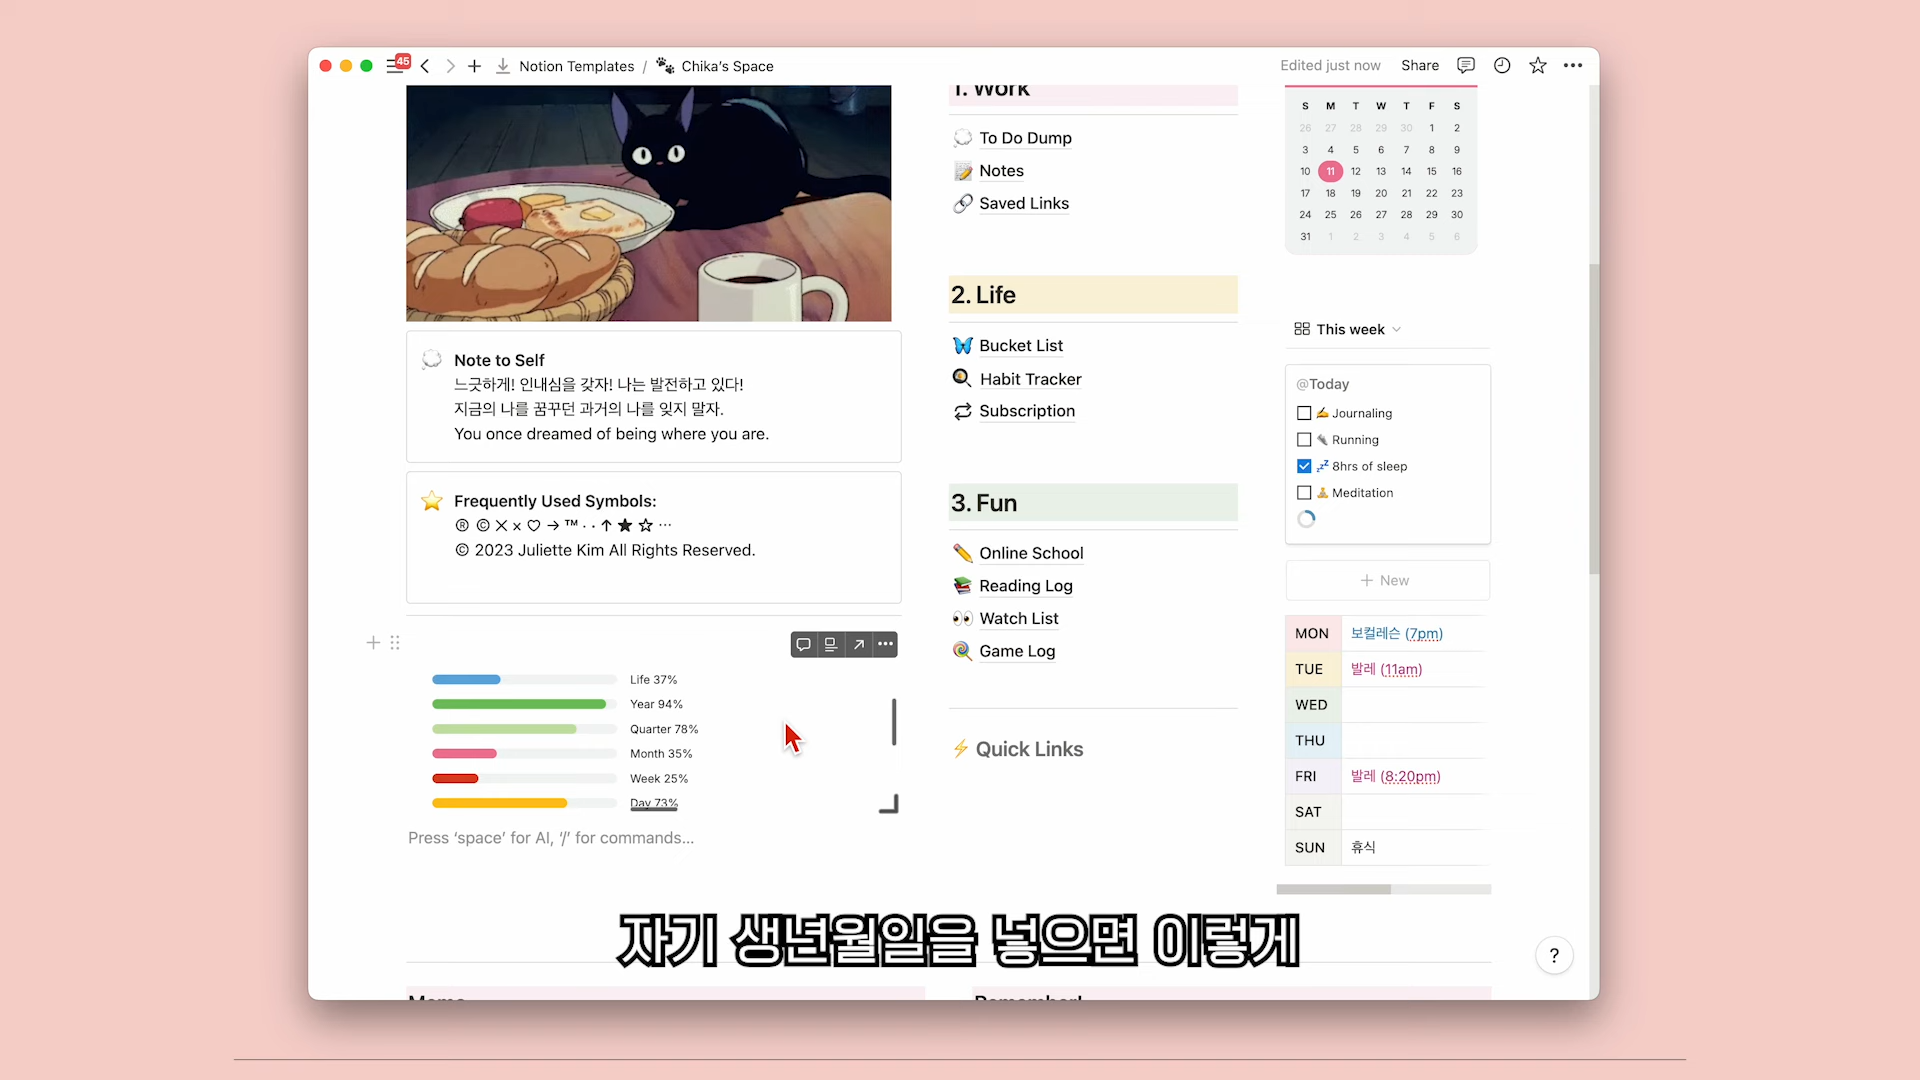 45
Notion Templates / Chika's Space
Edited just now
Share
1. Work
To Do Dump
Notes
Saved Links
2. Life
Bucket List
Habit Tracker
Subscription
3. Fun
Online School
Reading Log
Watch List
Game Log
Quick Links
Note to Self
느긋하게! 인내심을 갖자! 나는 발전하고 있다!
지금의 나를 꿈꾸던 과거의 나를 잊지 말자.
You once dreamed of being where you are.
Frequently Used Symbols:
® © × × ♡ → ™ · · ↑ ★ ☆ ···
© 2023 Juliette Kim All Rights Reserved.
Life 37%
Year 94%
Quarter 78%
Month 35%
Week 25%
Day 73%
Press 'space' for AI, '/' for commands...
S M T W T F S
26 27 28 29 30 1 2
3 4 5 6 7 8 9
10 11 12 13 14 15 16
17 18 19 20 21 22 23
24 25 26 27 28 29 30
31 1 2 3 4 5 6
This week
@Today
Journaling
Running
8hrs of sleep
Meditation
+ New
MON 보컬레슨 (7pm)
TUE 발레 (11am)
WED
THU
FRI 발레 (8:20pm)
SAT
SUN 휴식
자기 생년월일을 넣으면 이렇게
?
Memo
Remember!